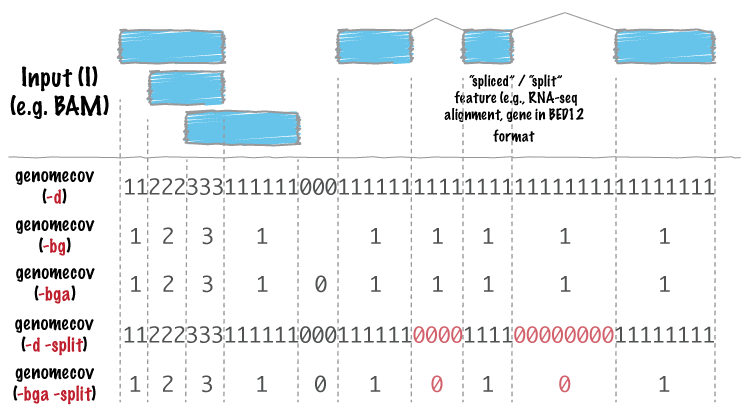 Input (I)
(e.g. BAM)
"spliced" / "split"
feature (e.g., RNA-seq
alignment, gene in BED12
format
genomecov
(-d)
11 222 333 111111 000 111111 1111 1111 11111111 11111111
genomecov
(-bg)
1 2 3 1 1 1 1 1 1
genomecov
(-bga)
1 2 3 1 0 1 1 1 1 1
genomecov
(-d -split)
11 222 333 111111 000 111111 0000 1111 00000000 11111111
genomecov
(-bga -split)
1 2 3 1 0 1 0 1 0 1